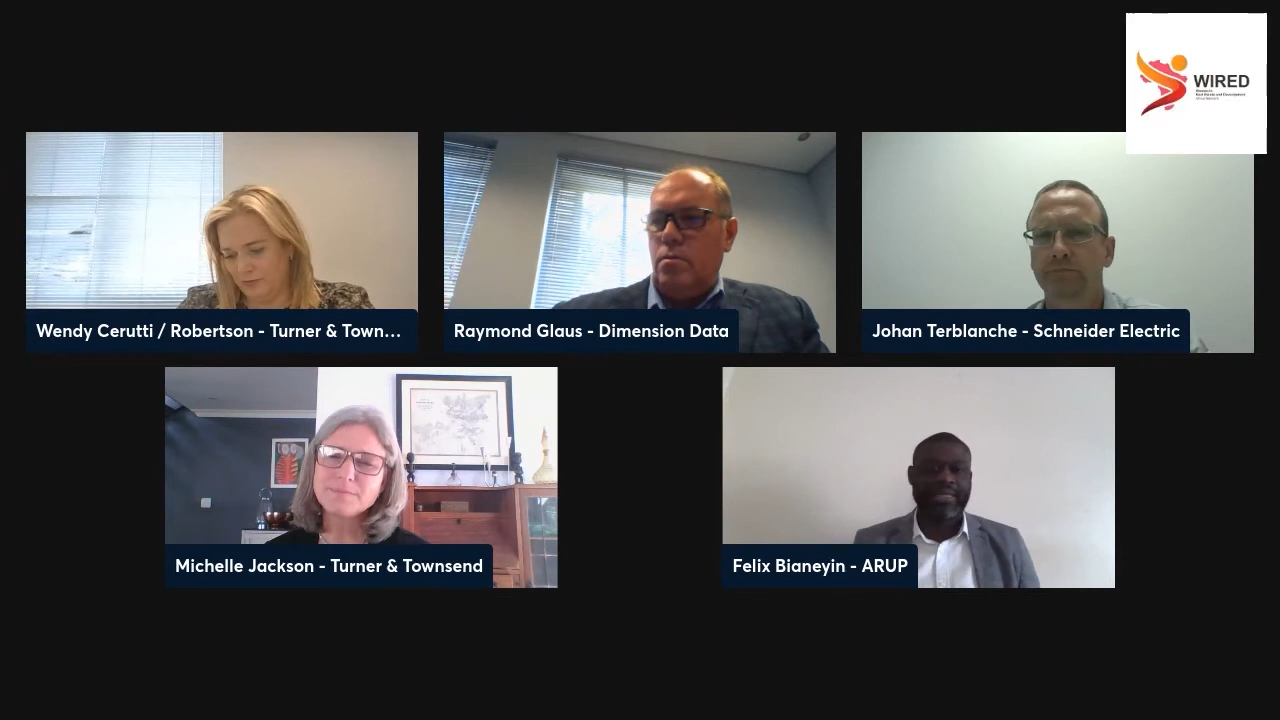 WIRED
Wendy Cerutti / Robertson - Turner & Town...
Raymond Glaus - Dimension Data
Johan Terblanche - Schneider Electric
Michelle Jackson - Turner & Townsend
Felix Bianeyin - ARUP